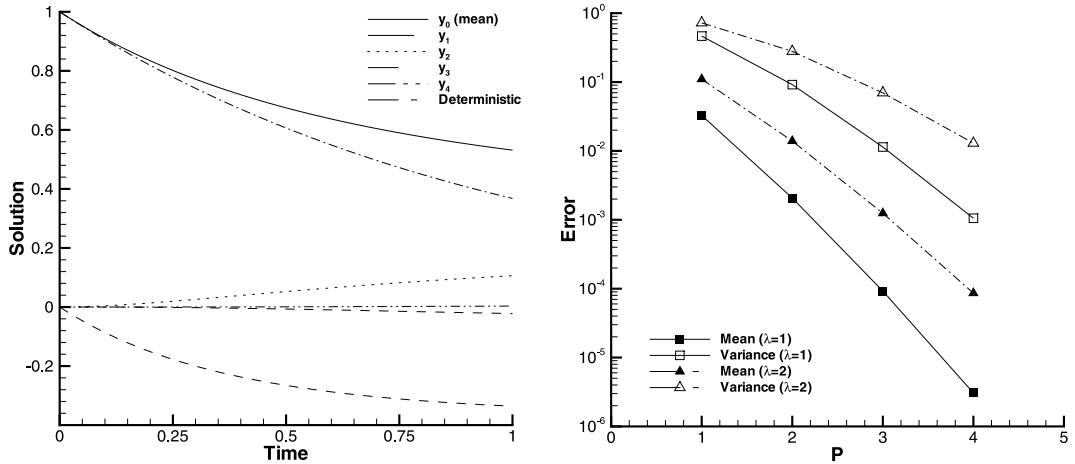 1
0.8
0.6
0.4
0.2
0
-0.2
Solution
0
0.25
0.5
0.75
1
Time
y0 (mean)
y1
y2
y3
y4
Deterministic
10^0
10^-1
10^-2
10^-3
10^-4
10^-5
10^-6
Error
0
1
2
3
4
5
P
Mean (λ=1)
Variance (λ=1)
Mean (λ=2)
Variance (λ=2)